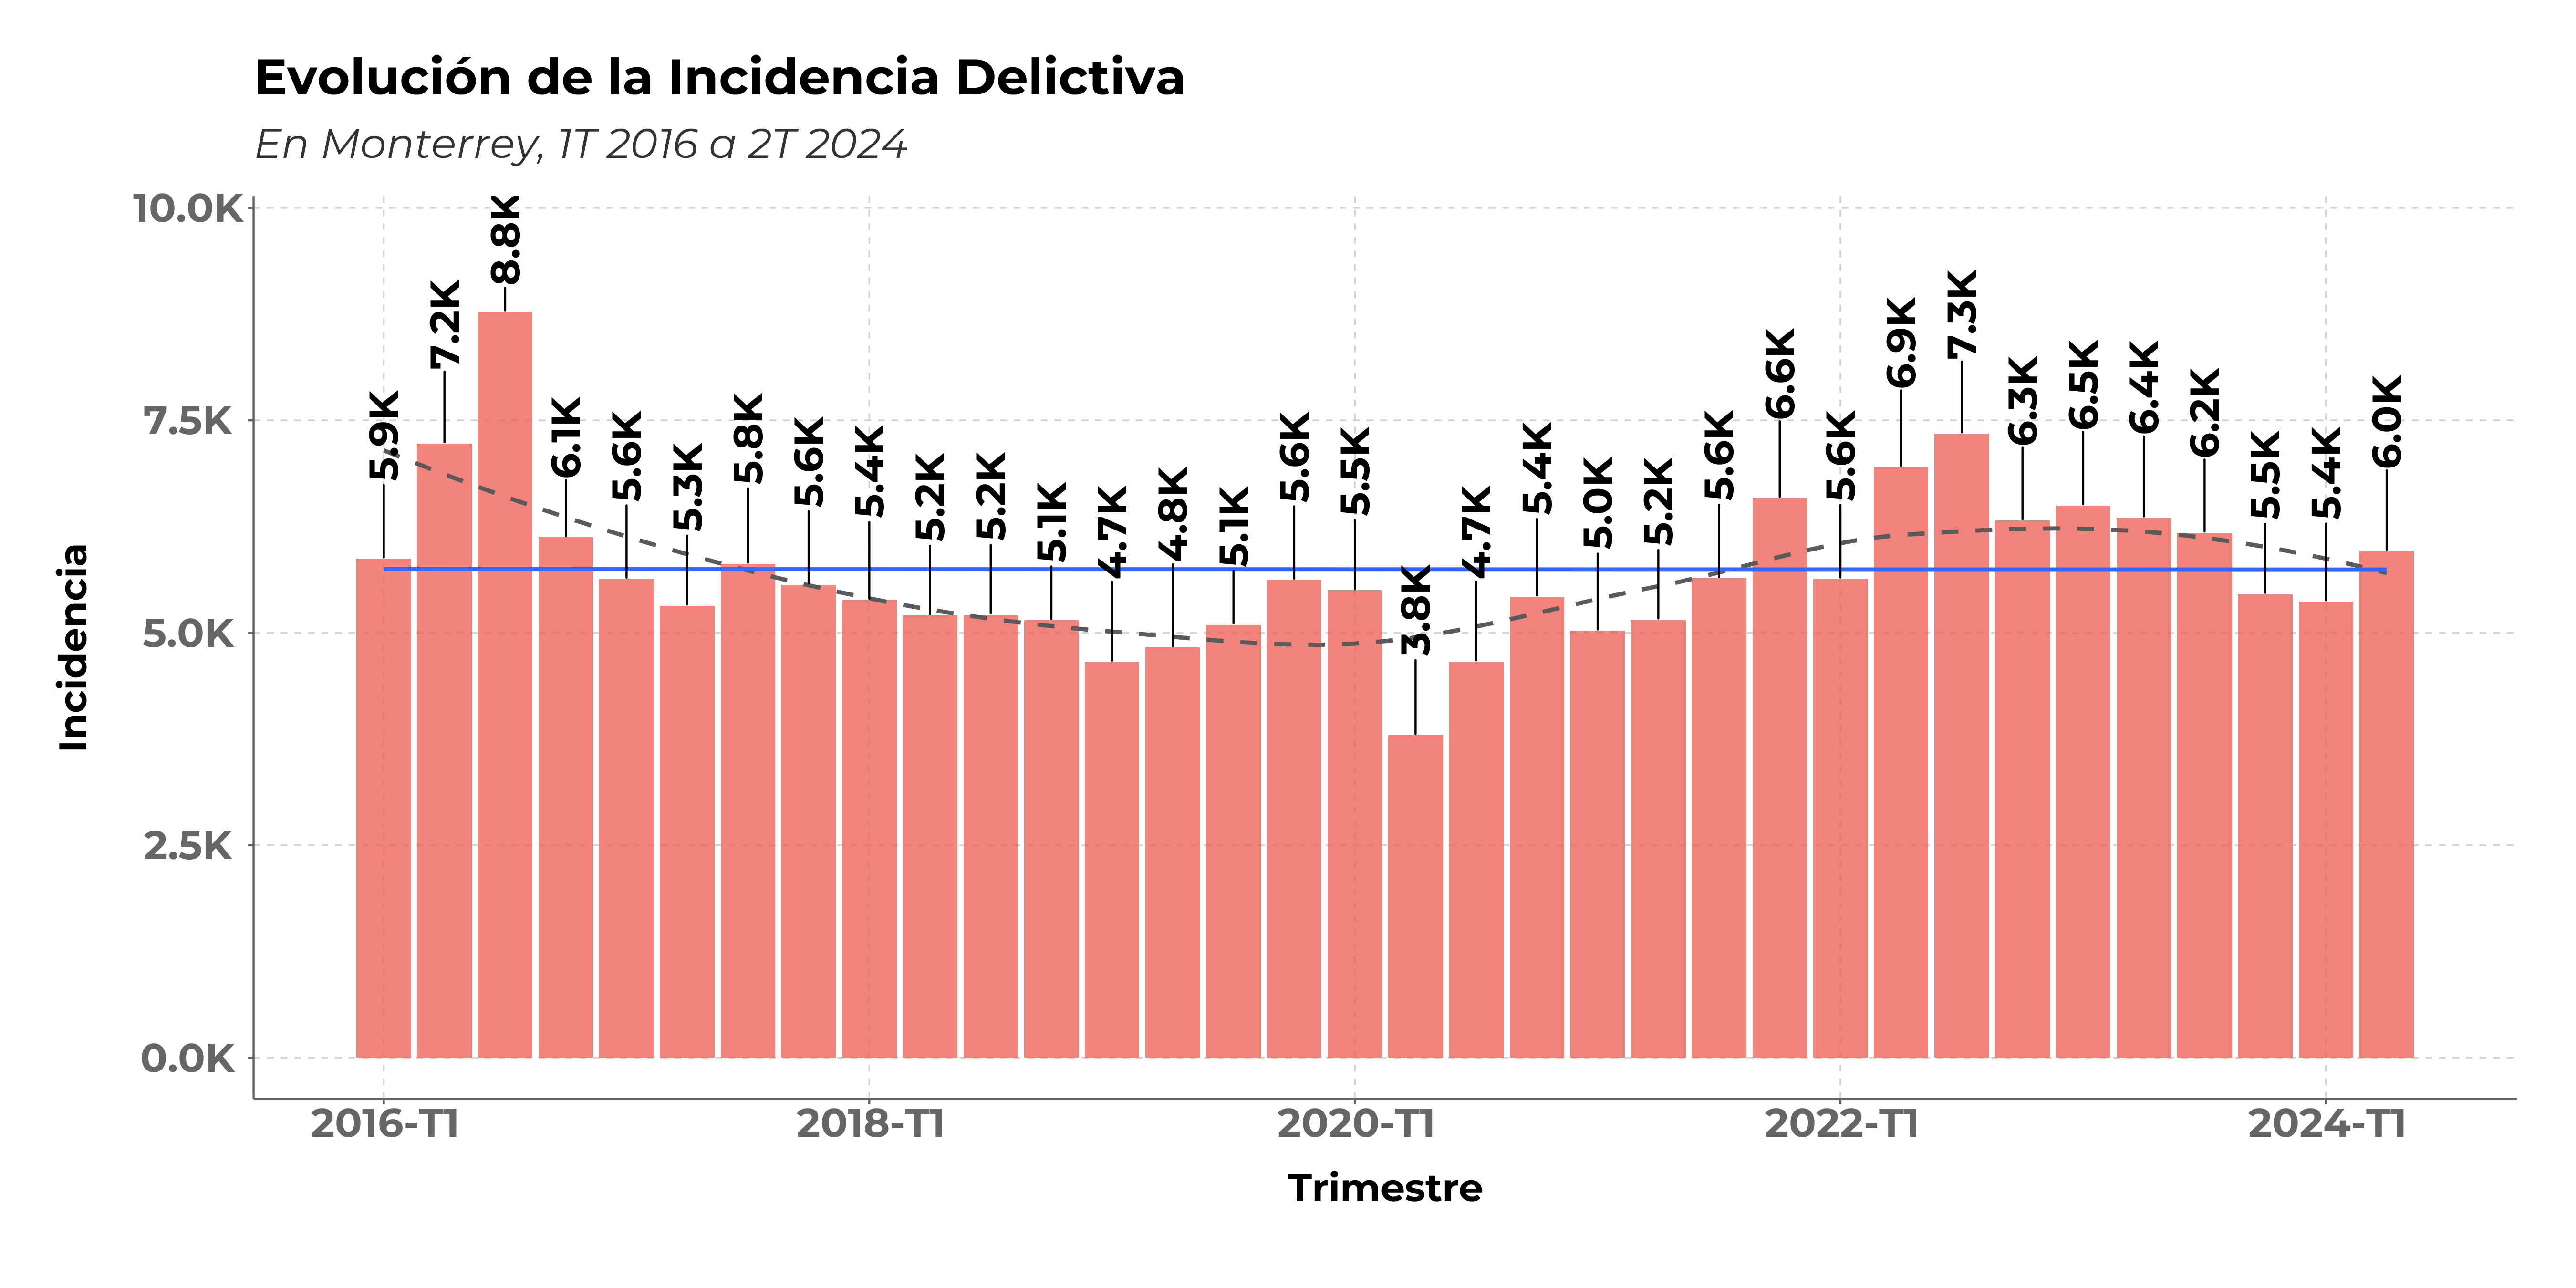 Evolución de la Incidencia Delictiva
En Monterrey, 1T 2016 a 2T 2024
Incidencia
10.0K
7.5K
5.0K
2.5K
0.0K
5.9K
7.2K
8.8K
6.1K
5.6K
5.3K
5.8K
5.6K
5.4K
5.2K
5.2K
5.1K
4.7K
4.8K
5.1K
5.6K
5.5K
3.8K
4.7K
5.4K
5.0K
5.2K
5.6K
6.6K
5.6K
6.9K
7.3K
6.3K
6.5K
6.4K
6.2K
5.5K
5.4K
6.0K
2016-T1
2018-T1
2020-T1
2022-T1
2024-T1
Trimestre